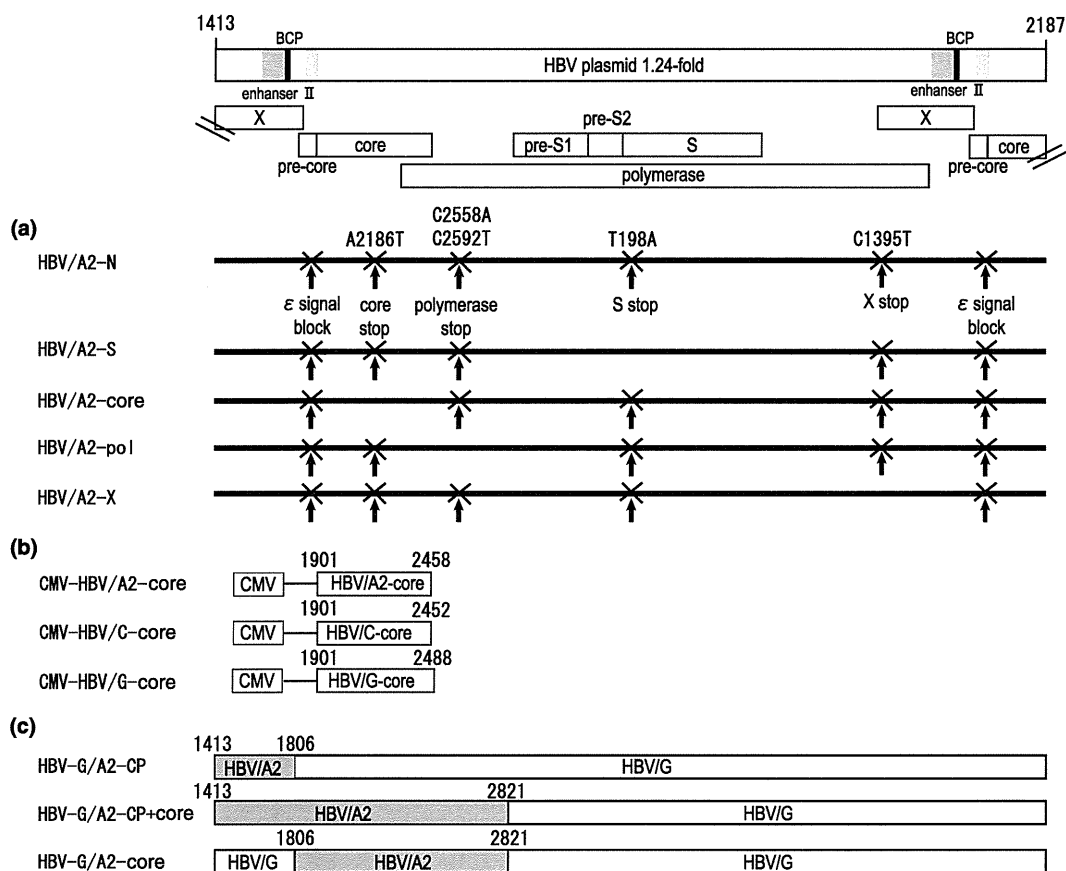 1413 2187
BCP BCP
HBV plasmid 1.24-fold
enhanser II enhanser II
X pre-S2 X
pre-S1 S
core core
pre-core pre-core
polymerase
(a)
C2558A
A2186T C2592T T198A C1395T
HBV/A2-N
ε signal block
core stop
polymerase stop
S stop
X stop
ε signal block
HBV/A2-S
HBV/A2-core
HBV/A2-pol
HBV/A2-X
(b)
1901 2458
CMV-HBV/A2-core CMV HBV/A2-core
1901 2452
CMV-HBV/C-core CMV HBV/C-core
1901 2488
CMV-HBV/G-core CMV HBV/G-core
(c)
1413 1806
HBV-G/A2-CP HBV/A2 HBV/G
1413 2821
HBV-G/A2-CP+core HBV/A2 HBV/G
1806 2821
HBV-G/A2-core HBV/G HBV/A2 HBV/G